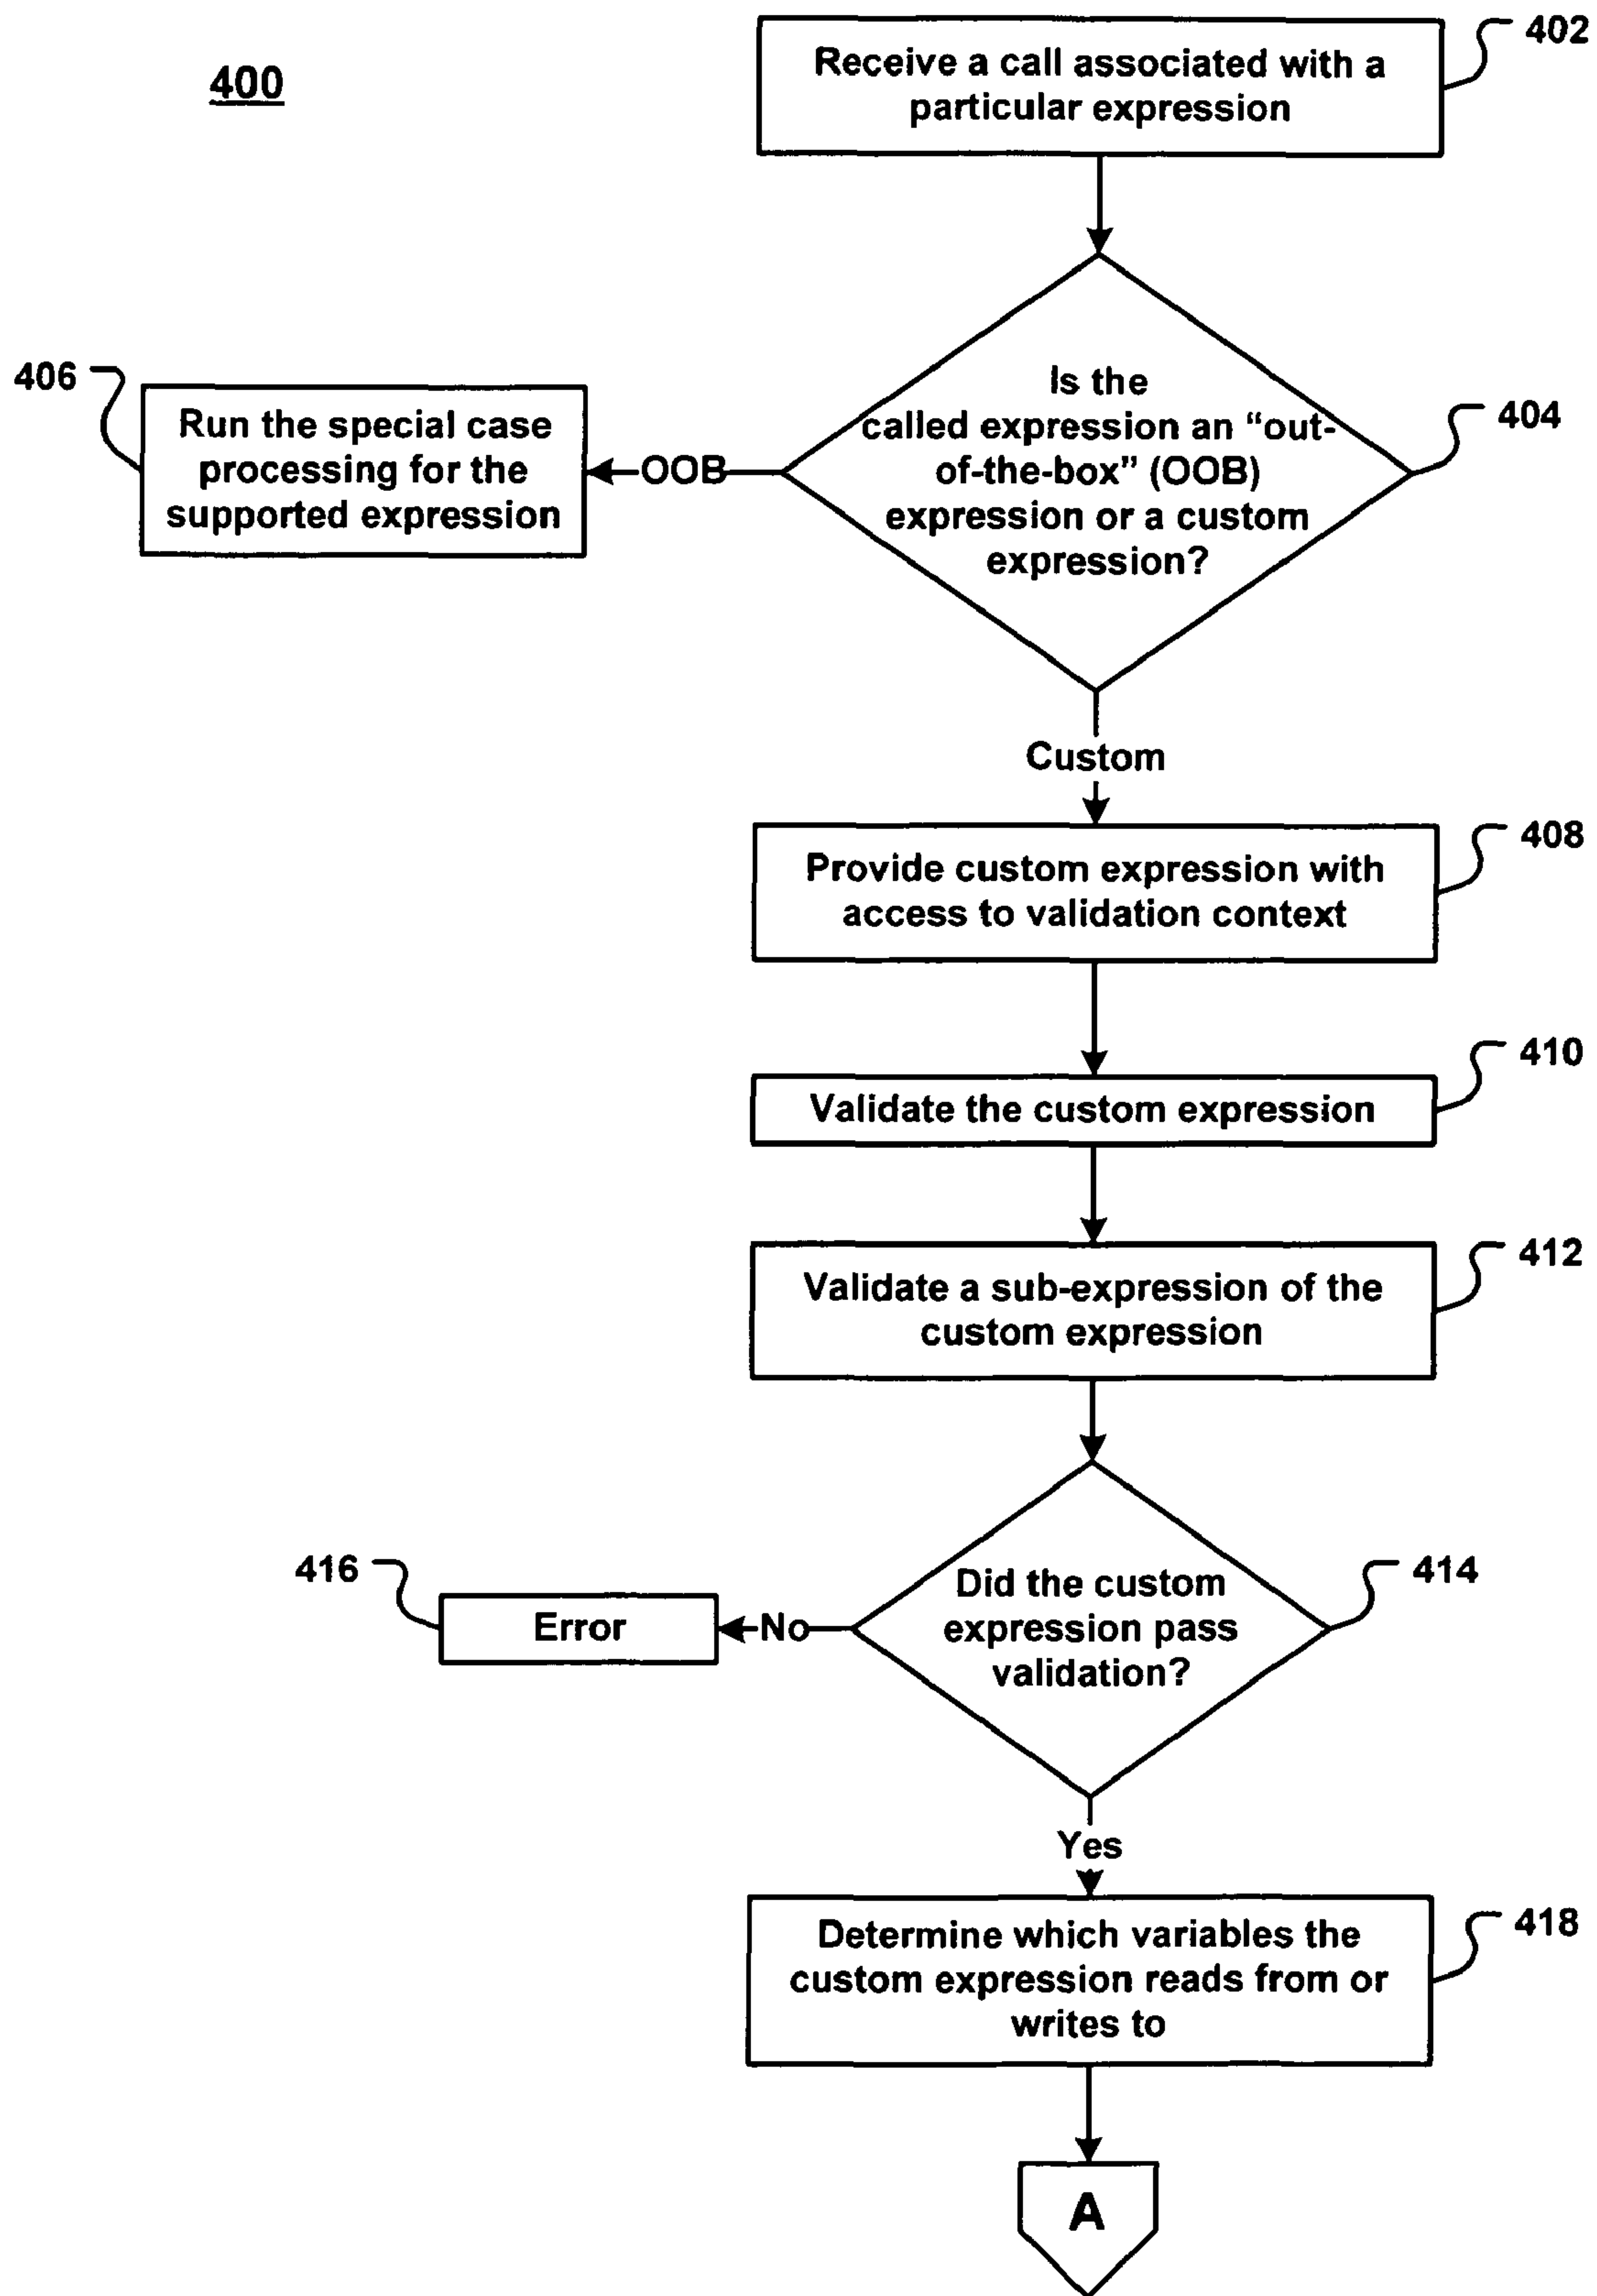 400
Receive a call associated with a
particular expression
402
Is the
called expression an “out-
of-the-box” (OOB)
expression or a custom
expression?
404
OOB
406
Run the special case
processing for the
supported expression
Custom
Provide custom expression with
access to validation context
408
Validate the custom expression
410
Validate a sub-expression of the
custom expression
412
Did the custom
expression pass
validation?
414
No
416
Error
Yes
Determine which variables the
custom expression reads from or
writes to
418
A